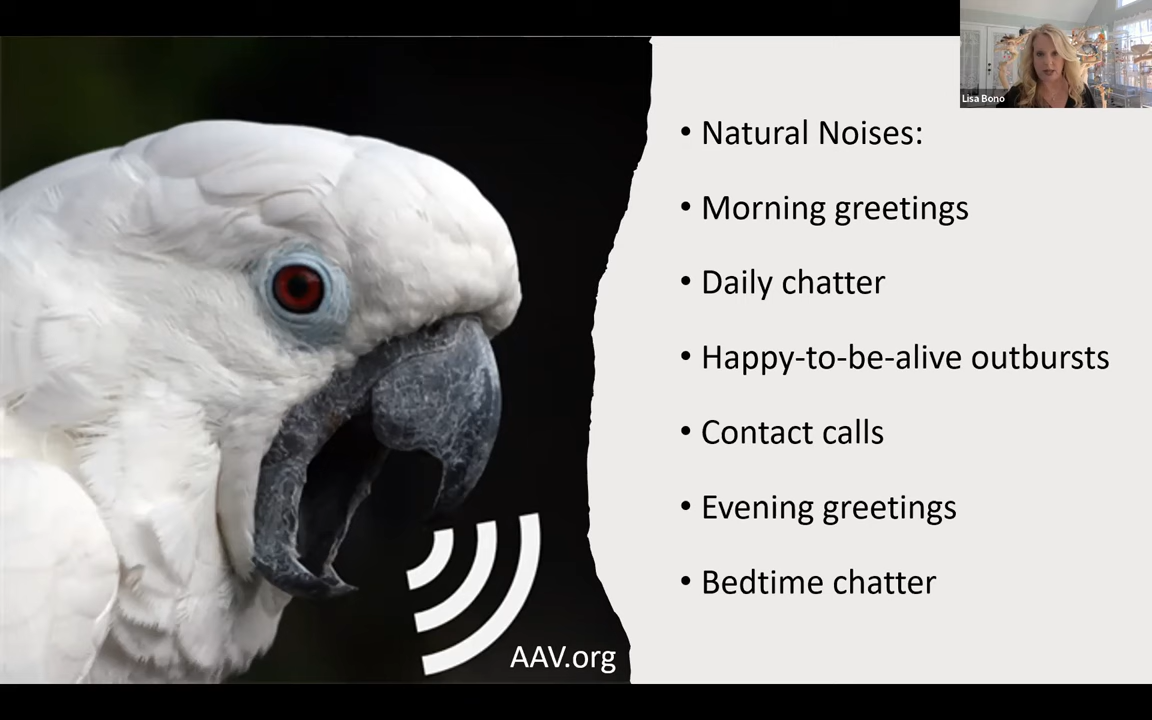 Lisa Bono
• Natural Noises:
• Morning greetings
• Daily chatter
• Happy-to-be-alive outbursts
• Contact calls
• Evening greetings
• Bedtime chatter
AAV.org